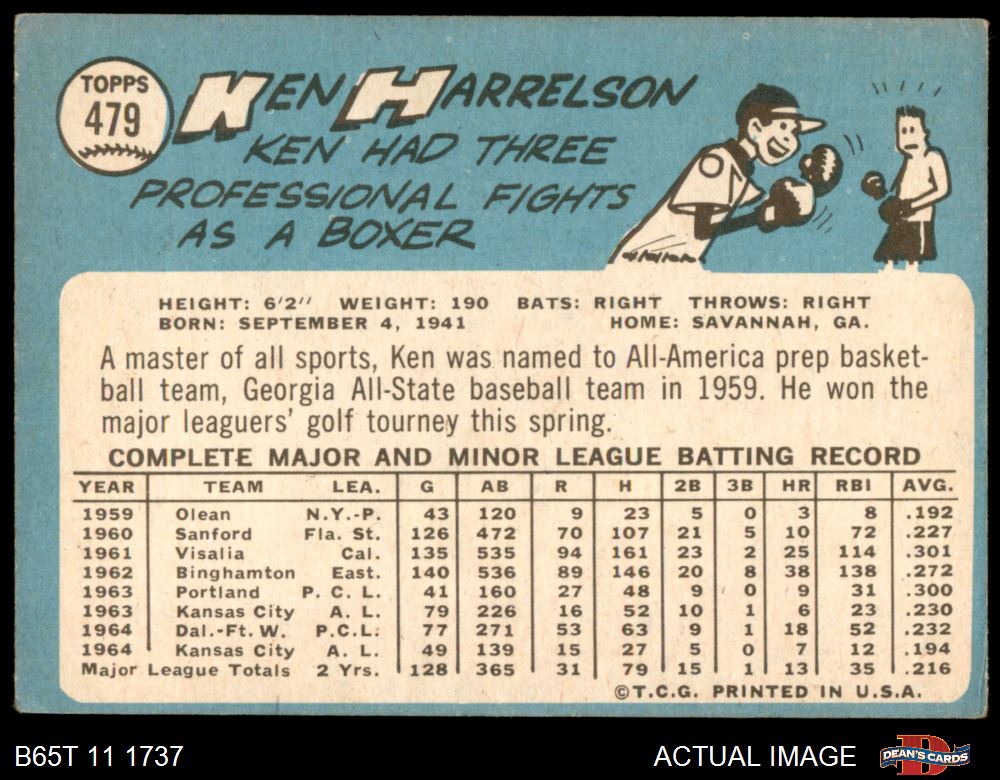 TOPPS
479
KEN HARRELSON
KEN HAD THREE
PROFESSIONAL FIGHTS
AS A BOXER
HEIGHT: 6'2" WEIGHT: 190 BATS: RIGHT THROWS: RIGHT
BORN: SEPTEMBER 4, 1941 HOME: SAVANNAH, GA.
A master of all sports, Ken was named to All-America prep basket-
ball team, Georgia All-State baseball team in 1959. He won the
major leaguers' golf tourney this spring.
COMPLETE MAJOR AND MINOR LEAGUE BATTING RECORD
YEAR TEAM LEA. G AB R H 2B 3B HR RBI AVG.
1959 Olean N.Y.-P. 43 120 9 23 5 0 3 8 .192
1960 Sanford Fla. St. 126 472 70 107 21 5 10 72 .227
1961 Visalia Cal. 135 535 94 161 23 2 25 114 .301
1962 Binghamton East. 140 536 89 146 20 8 38 138 .272
1963 Portland P. C. L. 41 160 27 48 9 0 9 31 .300
1963 Kansas City A. L. 79 226 16 52 10 1 6 23 .230
1964 Dal.-Ft. W. P.C.L. 77 271 53 63 9 1 18 52 .232
1964 Kansas City A. L. 49 139 15 27 5 0 7 12 .194
Major League Totals 2 Yrs. 128 365 31 79 15 1 13 35 .216
©T.C.G. PRINTED IN U.S.A.
B65T 11 1737 ACTUAL IMAGE DEAN'S CARDS